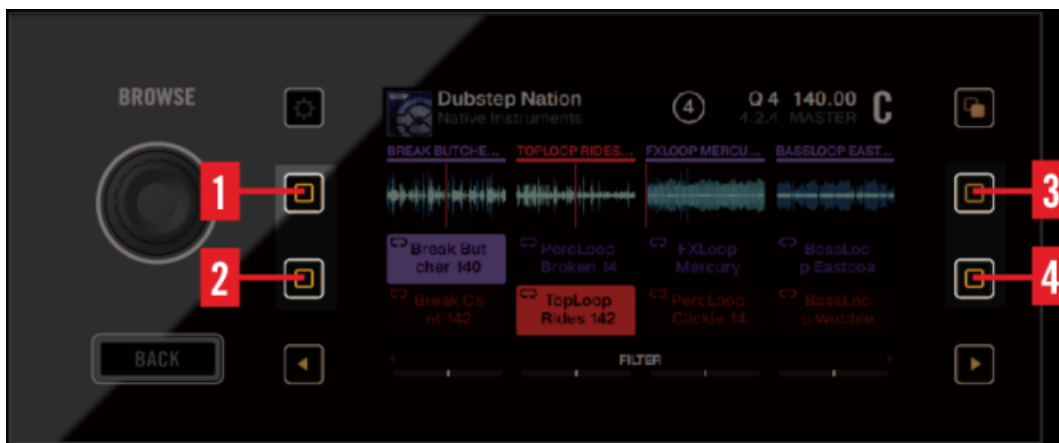 BROWSE
Dubstep Nation
Native Instruments
4
Q 4 140.00
4.2.4 MASTER
C
BREAK BUTCHE...
TOPLOOP RIDES...
FXLOOP MERCU...
BASSLOOP EAST...
1
3
Break But
cher 140
PercLoop
Broken 14
FXLoop
Mercury
BassLoo
p Eastcoa
2
4
Break Ca
nt 142
TopLoop
Rides 142
PercLoop
Clickie 14
BassLoo
p Wobble
BACK
FILTER